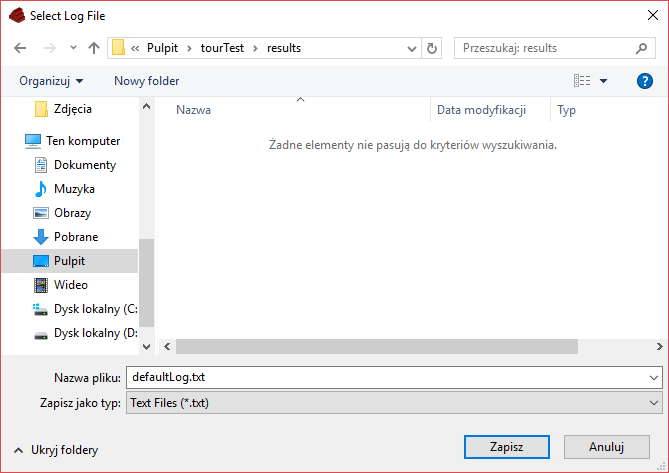 Select Log File
« Pulpit › tourTest › results
Przeszukaj: results
Organizuj
Nowy folder
?
Zdjęcia
Ten komputer
Dokumenty
Muzyka
Obrazy
Pobrane
Pulpit
Wideo
Dysk lokalny (C:
Dysk lokalny (D:
Nazwa Data modyfikacji Typ
Żadne elementy nie pasują do kryteriów wyszukiwania.
Nazwa pliku: defaultLog.txt
Zapisz jako typ: Text Files (*.txt)
Ukryj foldery
Zapisz
Anuluj